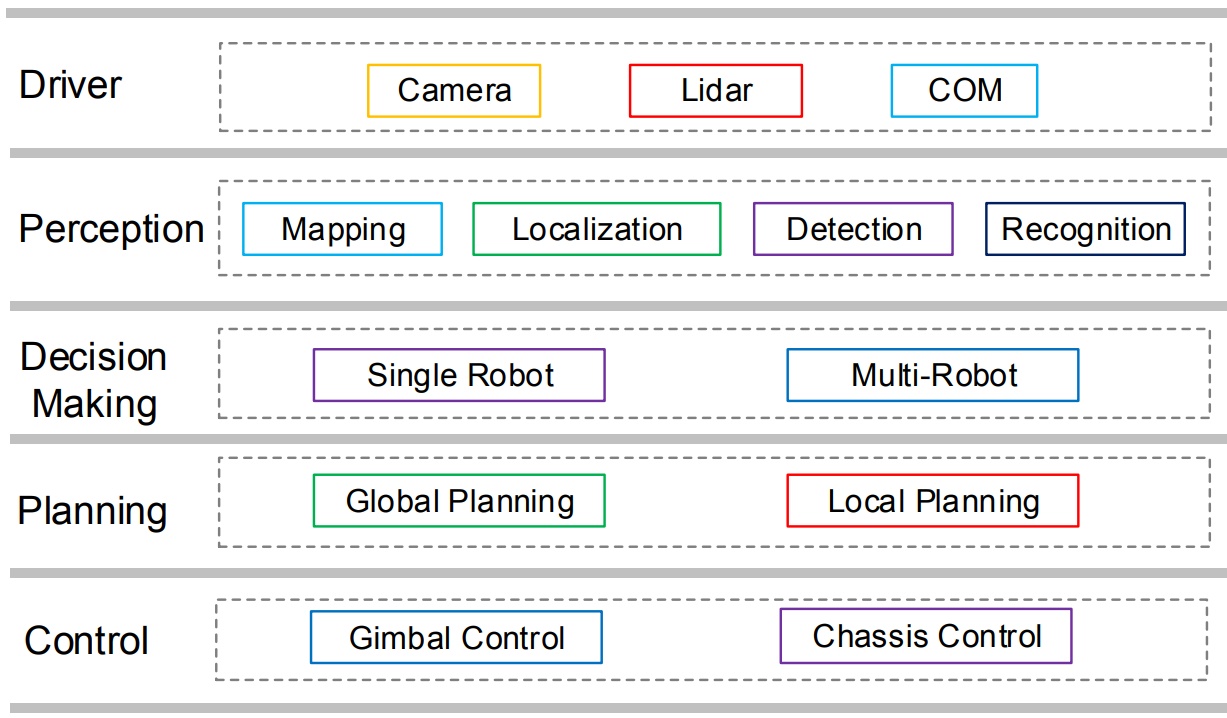 Driver
Camera
Lidar
COM
Perception
Mapping
Localization
Detection
Recognition
Decision
Making
Single Robot
Multi-Robot
Planning
Global Planning
Local Planning
Control
Gimbal Control
Chassis Control